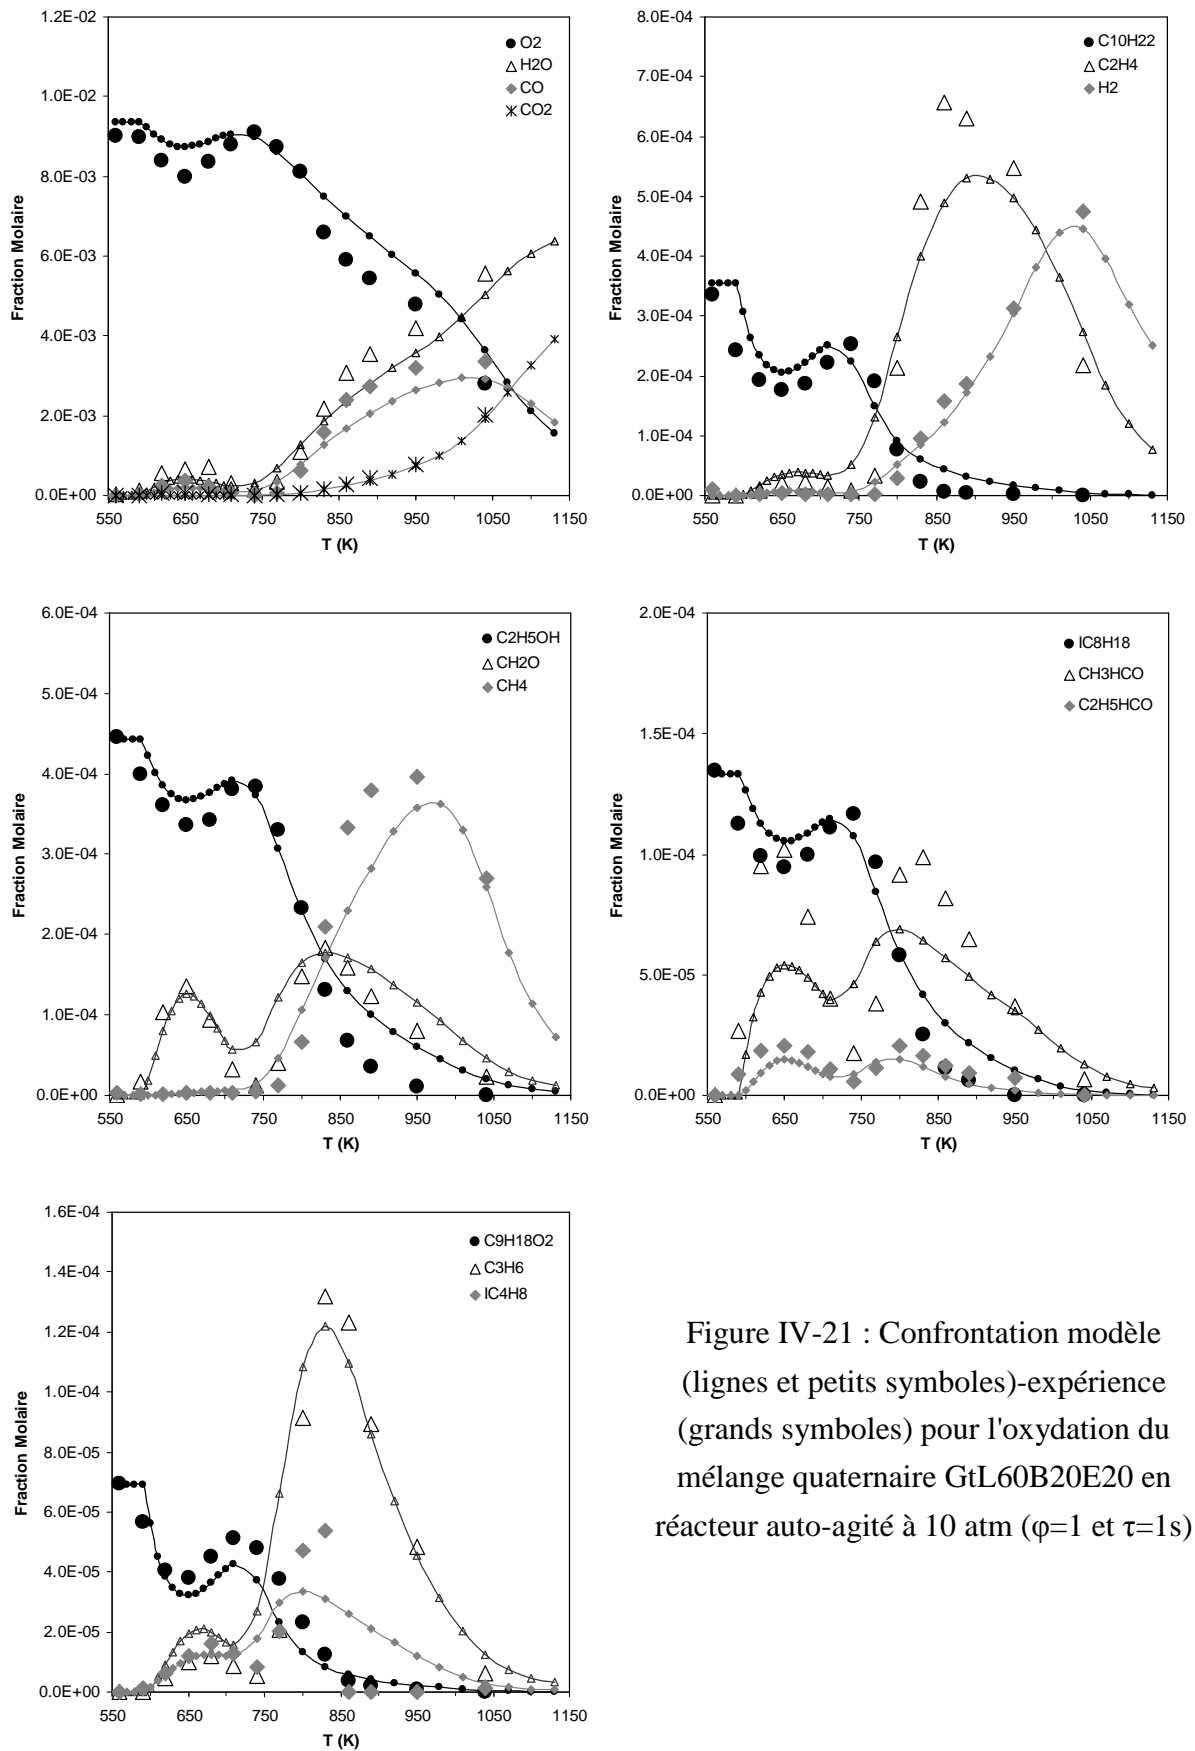 1.2E-02
1.0E-02
8.0E-03
6.0E-03
4.0E-03
2.0E-03
0.0E+00
550 650 750 850 950 1050 1150
T (K)
Fraction Molaire
O2
H2O
CO
CO2
8.0E-04
7.0E-04
6.0E-04
5.0E-04
4.0E-04
3.0E-04
2.0E-04
1.0E-04
0.0E+00
550 650 750 850 950 1050 1150
T (K)
Fraction Molaire
C10H22
C2H4
H2
6.0E-04
5.0E-04
4.0E-04
3.0E-04
2.0E-04
1.0E-04
0.0E+00
550 650 750 850 950 1050 1150
T (K)
Fraction Molaire
C2H5OH
CH2O
CH4
2.0E-04
1.5E-04
1.0E-04
5.0E-05
0.0E+00
550 650 750 850 950 1050 1150
T (K)
Fraction Molaire
IC8H18
CH3HCO
C2H5HCO
1.6E-04
1.4E-04
1.2E-04
1.0E-04
8.0E-05
6.0E-05
4.0E-05
2.0E-05
0.0E+00
550 650 750 850 950 1050 1150
T (K)
Fraction Molaire
C9H18O2
C3H6
IC4H8
Figure IV-21 : Confrontation modèle
(lignes et petits symboles)-expérience
(grands symboles) pour l'oxydation du
mélange quaternaire GtL60B20E20 en
réacteur auto-agité à 10 atm (φ=1 et τ=1s)